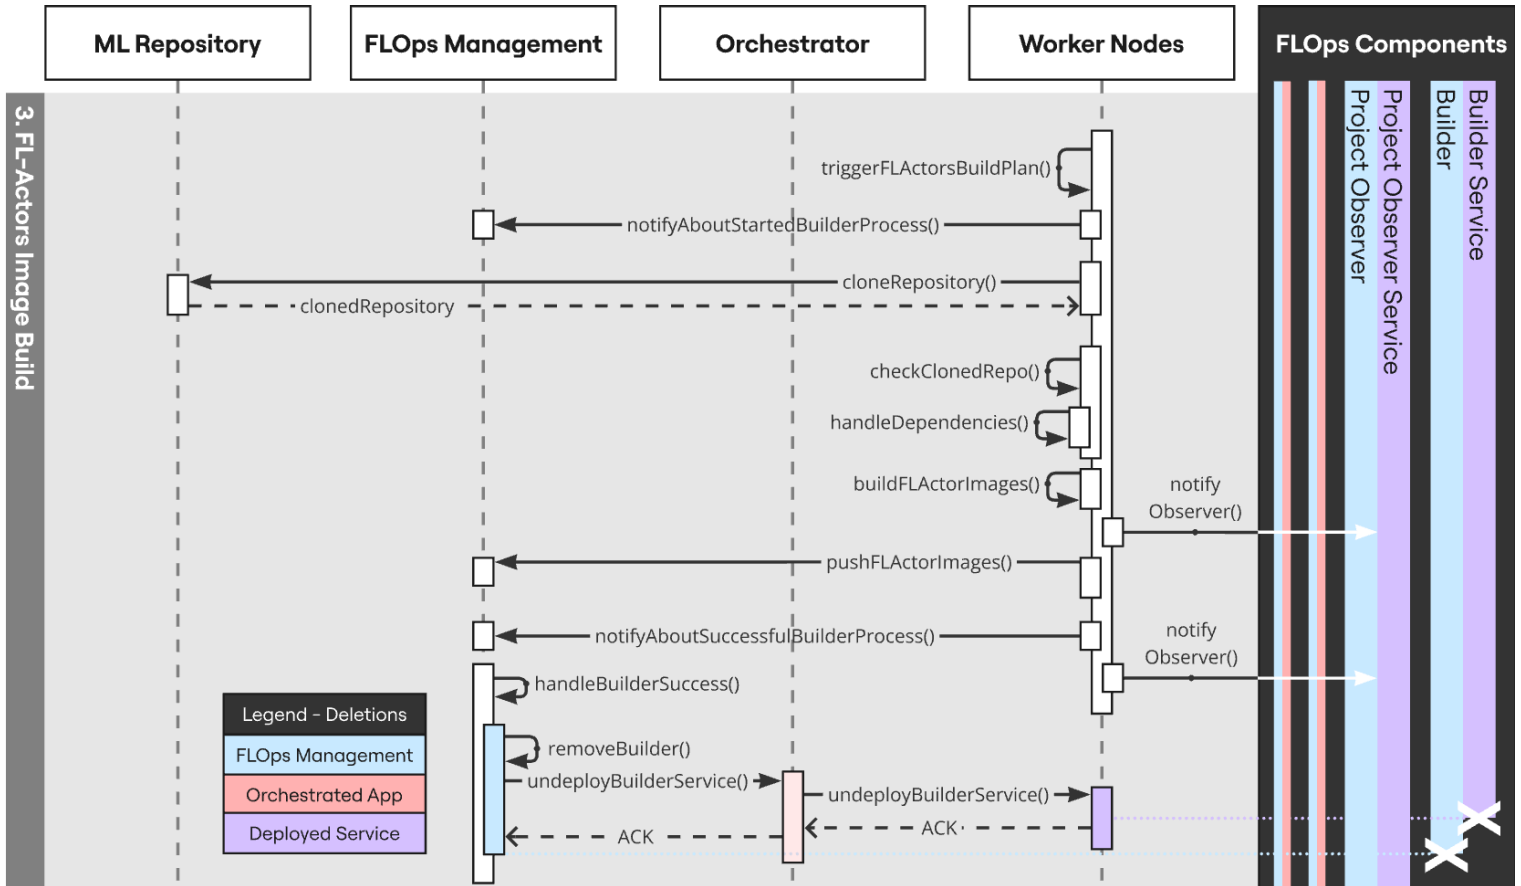 ML Repository
FLOps Management
Orchestrator
Worker Nodes
FLOps Components
3. FL-Actors Image Build
Project Observer
Project Observer Service
Builder
Builder Service
triggerFLActorsBuildPlan()
notifyAboutStartedBuilderProcess()
cloneRepository()
clonedRepository
checkClonedRepo()
handleDependencies()
buildFLActorImages()
notify
Observer()
pushFLActorImages()
notifyAboutSuccessfulBuilderProcess()
notify
Observer()
handleBuilderSuccess()
removeBuilder()
undeployBuilderService()
undeployBuilderService()
ACK
ACK
Legend - Deletions
FLOps Management
Orchestrated App
Deployed Service